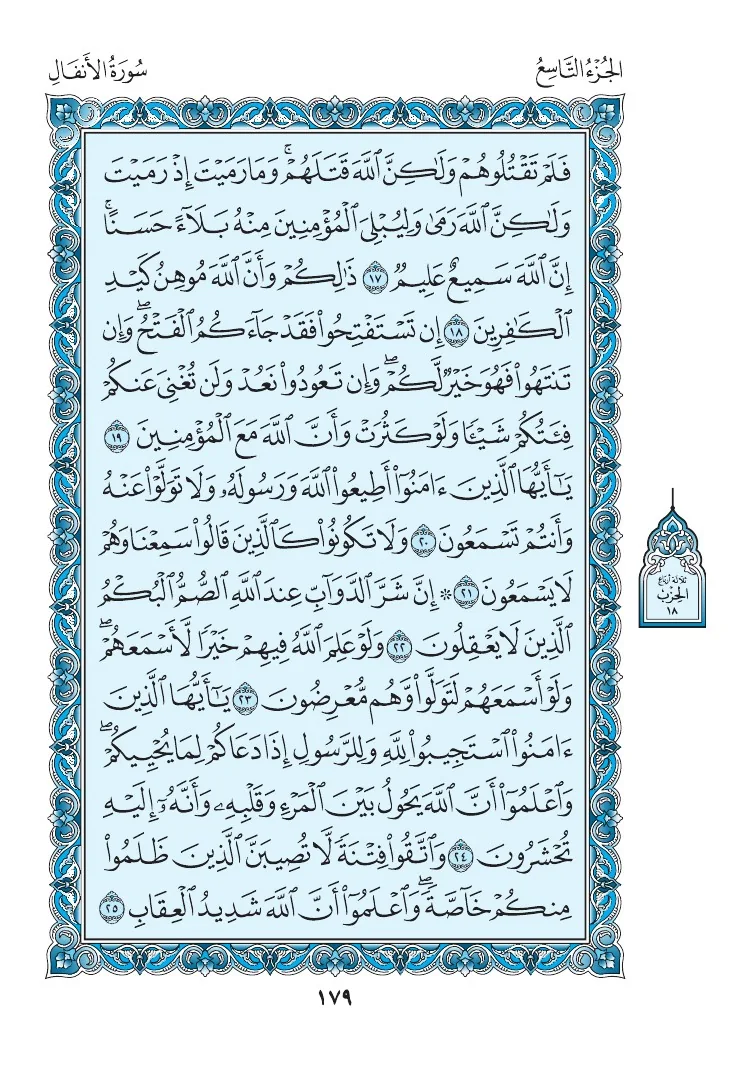 الجُزْءُ التَّاسِعُ
سُورَةُ الأَنفَالِ
فَلَمْ تَقْتُلُوهُمْ وَلَٰكِنَّ ٱللَّهَ قَتَلَهُمْۚ وَمَا رَمَيْتَ إِذْ رَمَيْتَ
وَلَٰكِنَّ ٱللَّهَ رَمَىٰ وَلِيُبْلِيَ ٱلْمُؤْمِنِينَ مِنْهُ بَلَآءً حَسَنًاۚ
إِنَّ ٱللَّهَ سَمِيعٌ عَلِيمٌ ١٧ ذَٰلِكُمْ وَأَنَّ ٱللَّهَ مُوهِنُ كَيْدِ
ٱلْكَٰفِرِينَ ١٨ إِن تَسْتَفْتِحُوا۟ فَقَدْ جَآءَكُمُ ٱلْفَتْحُۖ وَإِن
تَنتَهُوا۟ فَهُوَ خَيْرٌ لَّكُمْۖ وَإِن تَعُودُوا۟ نَعُدْ وَلَن تُغْنِيَ عَنكُمْ
فِئَتُكُمْ شَيْـًٔا وَلَوْ كَثُرَتْ وَأَنَّ ٱللَّهَ مَعَ ٱلْمُؤْمِنِينَ ١٩
يَـٰٓأَيُّهَا ٱلَّذِينَ ءَامَنُوٓا۟ أَطِيعُوا۟ ٱللَّهَ وَرَسُولَهُۥ وَلَا تَوَلَّوْا۟ عَنْهُ
وَأَنتُمْ تَسْمَعُونَ ٢٠ وَلَا تَكُونُوا۟ كَٱلَّذِينَ قَالُوا۟ سَمِعْنَا وَهُمْ
لَا يَسْمَعُونَ ٢١ ۞ إِنَّ شَرَّ ٱلدَّوَآبِّ عِندَ ٱللَّهِ ٱلصُّمُّ ٱلْبُكْمُ
ٱلَّذِينَ لَا يَعْقِلُونَ ٢٢ وَلَوْ عَلِمَ ٱللَّهُ فِيهِمْ خَيْرًا لَّأَسْمَعَهُمْۖ
وَلَوْ أَسْمَعَهُمْ لَتَوَلَّوا۟ وَّهُم مُّعْرِضُونَ ٢٣ يَـٰٓأَيُّهَا ٱلَّذِينَ
ءَامَنُوا۟ ٱسْتَجِيبُوا۟ لِلَّهِ وَلِلرَّسُولِ إِذَا دَعَاكُمْ لِمَا يُحْيِيكُمْۖ
وَٱعْلَمُوٓا۟ أَنَّ ٱللَّهَ يَحُولُ بَيْنَ ٱلْمَرْءِ وَقَلْبِهِۦ وَأَنَّهُۥٓ إِلَيْهِ
تُحْشَرُونَ ٢٤ وَٱتَّقُوا۟ فِتْنَةً لَّا تُصِيبَنَّ ٱلَّذِينَ ظَلَمُوا۟
مِنكُمْ خَآصَّةًۖ وَٱعْلَمُوٓا۟ أَنَّ ٱللَّهَ شَدِيدُ ٱلْعِقَابِ ٢٥
ثلاثة أرباع
الحِزْب
١٨
١٧٩